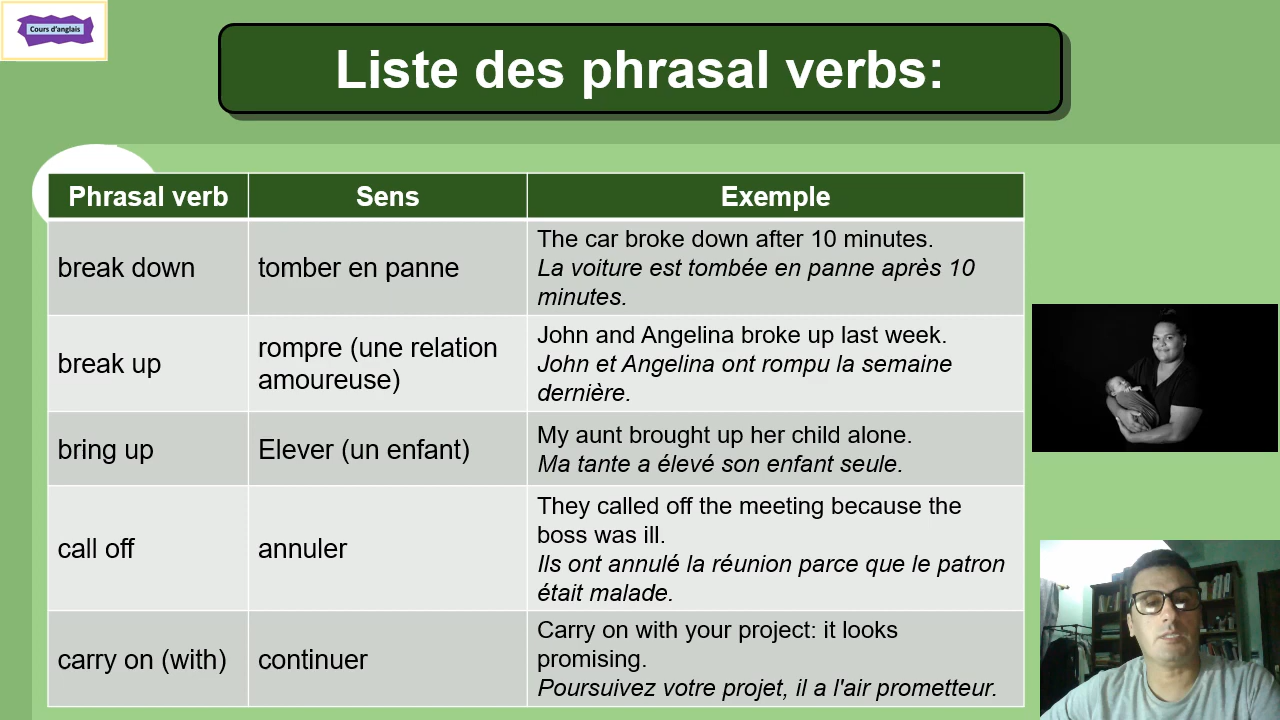 Cours d'anglais
Liste des phrasal verbs:
Phrasal verb
Sens
Exemple
break down
tomber en panne
The car broke down after 10 minutes.
La voiture est tombée en panne après 10
minutes.
break up
rompre (une relation
amoureuse)
John and Angelina broke up last week.
John et Angelina ont rompu la semaine
dernière.
bring up
Elever (un enfant)
My aunt brought up her child alone.
Ma tante a élevé son enfant seule.
call off
annuler
They called off the meeting because the
boss was ill.
Ils ont annulé la réunion parce que le patron
était malade.
carry on (with)
continuer
Carry on with your project: it looks
promising.
Poursuivez votre projet, il a l'air prometteur.